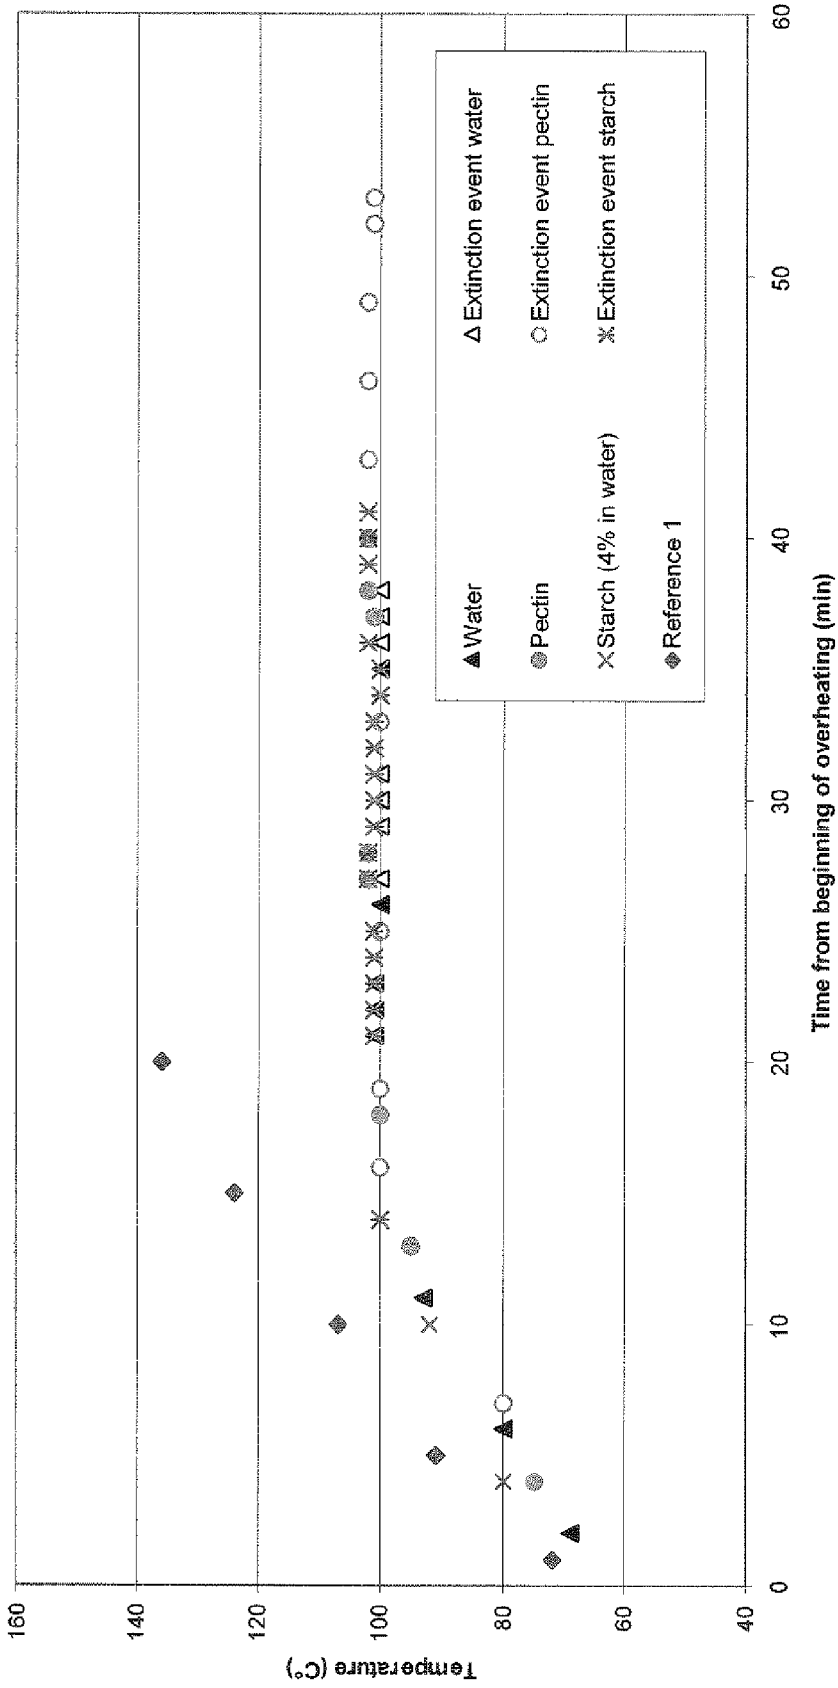 160
140
120
100
80
60
40
Temperature (C°)
0
10
20
30
40
50
60
Time from beginning of overheating (min)
Water
Extinction event water
Pectin
Extinction event pectin
Starch (4% in water)
Extinction event starch
Reference 1